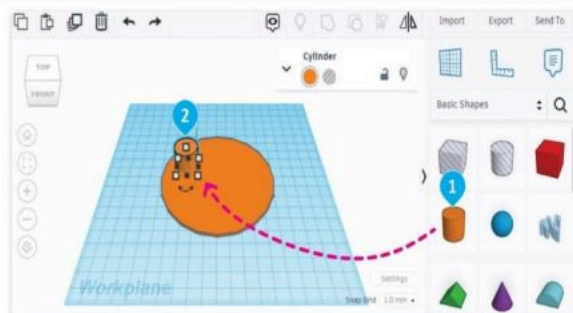 Import Export Send To
TOP
FRONT
Cylinder
2
Basic Shapes
1
Workplane
Settings
Snap Grid 1.0 mm